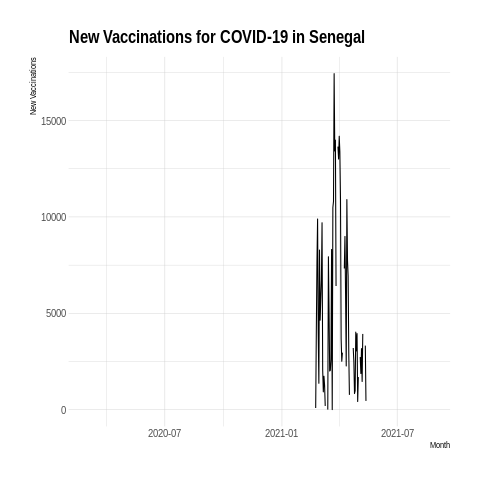 New Vaccinations for COVID-19 in Senegal
New Vaccinations
15000
10000
5000
0
2020-07
2021-01
2021-07
Month